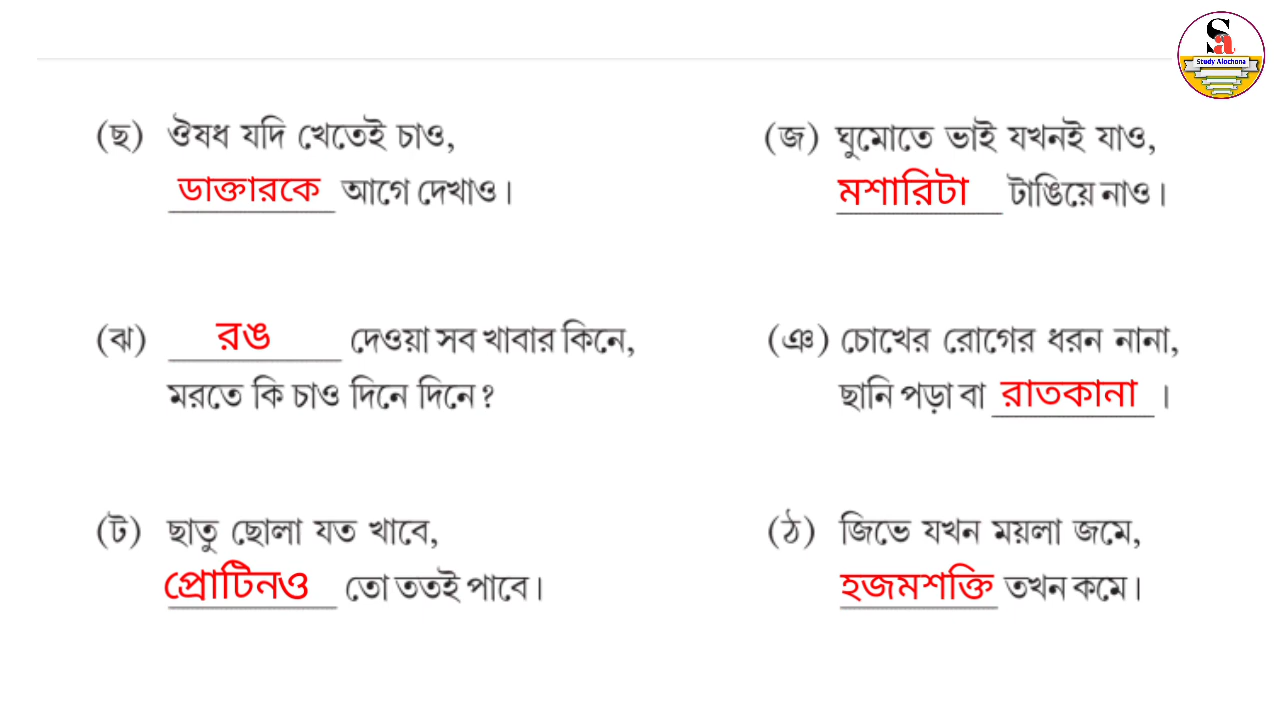 Sa
Study Alochona
(ছ) ঔষধ যদি খেতেই চাও,
ডাক্তারকে আগে দেখাও।
(জ) ঘুমোতে ভাই যখনই যাও,
মশারিটা টাঙিয়ে নাও।
(ঝ) রঙ দেওয়া সব খাবার কিনে,
মরতে কি চাও দিনে দিনে?
(ঞ) চোখের রোগের ধরন নানা,
ছানি পড়া বা রাতকানা।
(ট) ছাতু ছোলা যত খাবে,
প্রোটিনও তো ততই পাবে।
(ঠ) জিভে যখন ময়লা জমে,
হজমশক্তি তখন কমে।